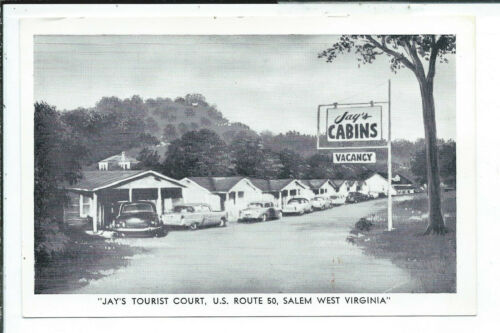 Jay's
CABINS
VACANCY
"JAY'S TOURIST COURT, U.S. ROUTE 50, SALEM WEST VIRGINIA"